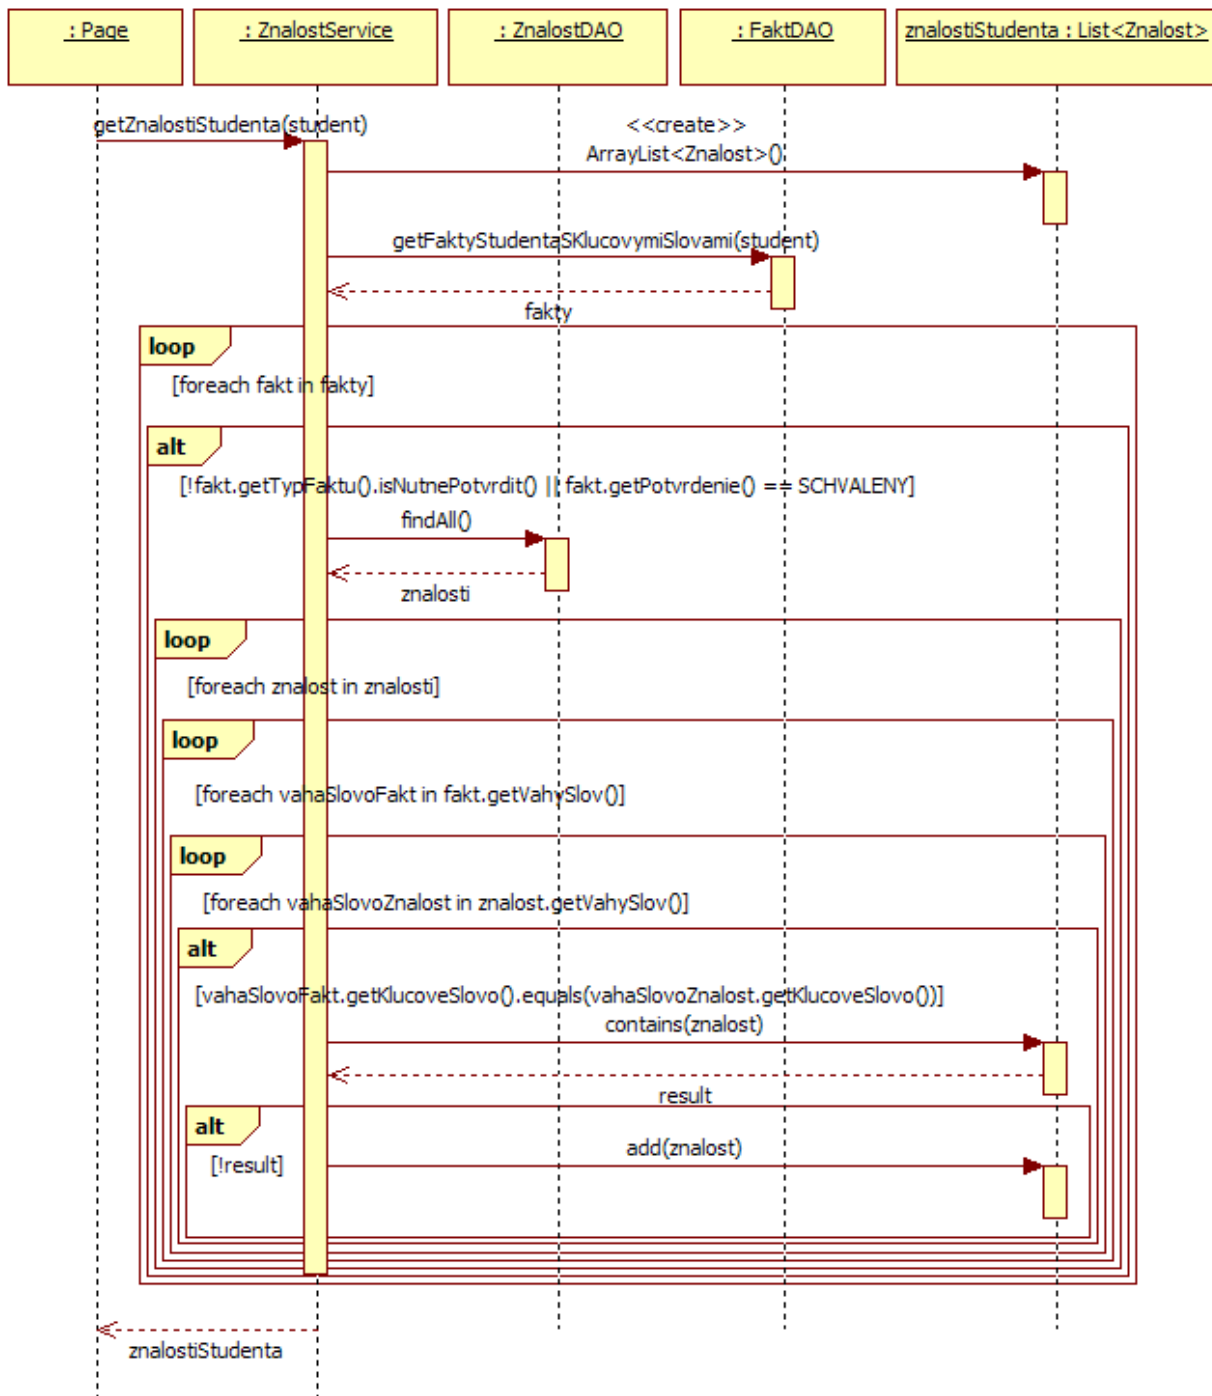 : Page
: ZnalostService
: ZnalostDAO
: FaktDAO
znalostiStudenta : List<Znalost>
getZnalostiStudenta(student)
<<create>>
ArrayList<Znalost>()
getFaktyStudentaSKlucovymiSlovami(student)
fakty
loop
[foreach fakt in fakty]
alt
[!fakt.getTypFaktu().isNutnePotvrdit() || fakt.getPotvrdenie() == SCHVALENY]
findAll()
znalosti
loop
[foreach znalost in znalosti]
loop
[foreach vahaSlovoFakt in fakt.getVahySlov()]
loop
[foreach vahaSlovoZnalost in znalost.getVahySlov()]
alt
[vahaSlovoFakt.getKlucoveSlovo().equals(vahaSlovoZnalost.getKlucoveSlovo())]
contains(znalost)
result
alt
[!result]
add(znalost)
znalostiStudenta